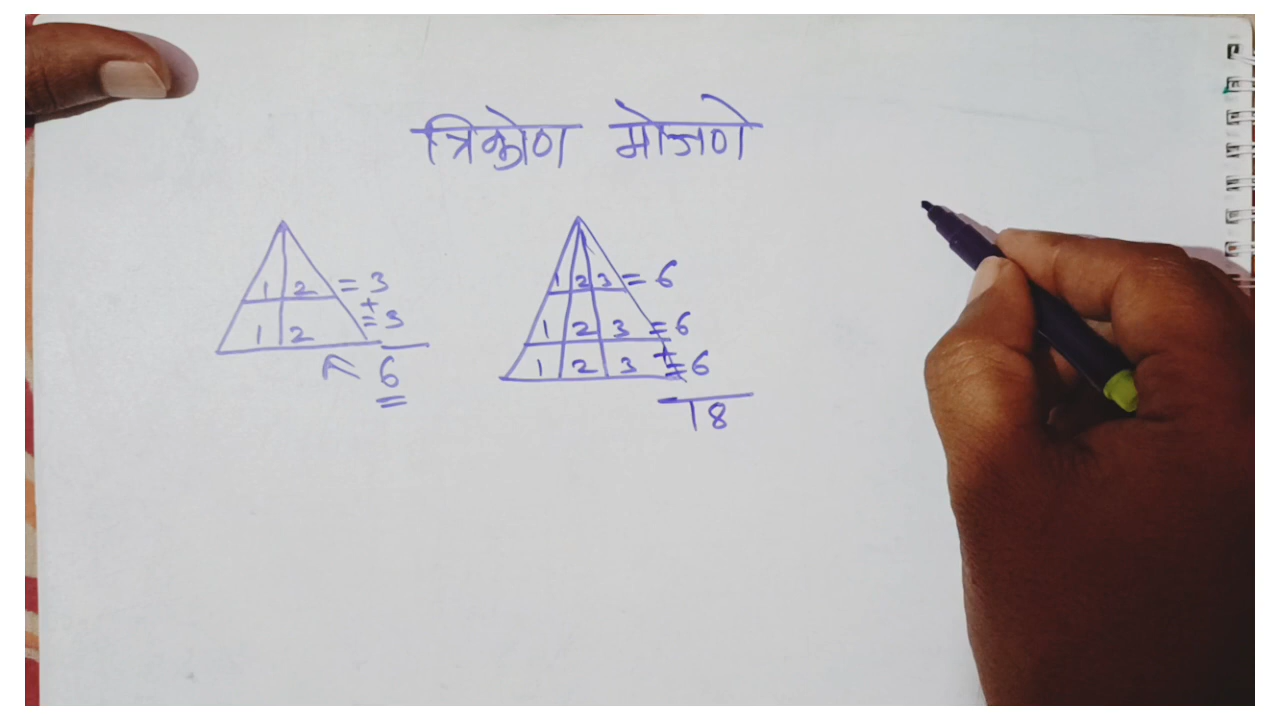 त्रिकोण मोजणे
1 2 = 3
+
1 2 = 3
6
1 2 3 = 6
1 2 3 = 6
+
1 2 3 = 6
18